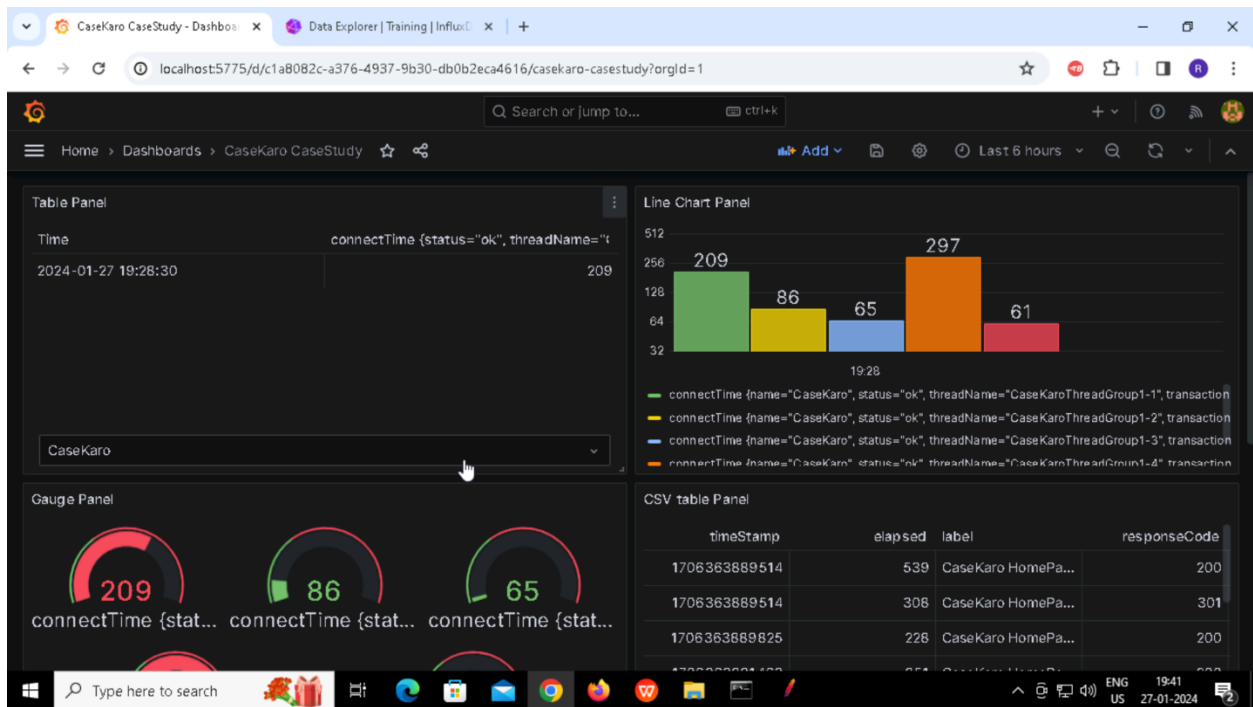 CaseKaro CaseStudy - Dashboa
Data Explorer | Training | InfluxD
localhost:5775/d/c1a8082c-a376-4937-9b30-db0b2eca4616/casekaro-casestudy?orgId=1
R
Search or jump to...
ctrl+k
Home › Dashboards › CaseKaro CaseStudy
Add
Last 6 hours
Table Panel
Time
connectTime {status="ok", threadName="
2024-01-27 19:28:30
209
CaseKaro
Line Chart Panel
512
256
128
64
32
209
86
65
297
61
19:28
connectTime {name="CaseKaro", status="ok", threadName="CaseKaroThreadGroup1-1", transaction
connectTime {name="CaseKaro", status="ok", threadName="CaseKaroThreadGroup1-2", transaction
connectTime {name="CaseKaro", status="ok", threadName="CaseKaroThreadGroup1-3", transaction
connectTime {name="CaseKaro", status="ok", threadName="CaseKaroThreadGroup1-4", transaction
Gauge Panel
209
86
65
connectTime {stat...
connectTime {stat...
connectTime {stat...
CSV table Panel
timeStamp elapsed label responseCode
1706363889514 539 CaseKaro HomePa... 200
1706363889514 308 CaseKaro HomePa... 301
1706363889825 228 CaseKaro HomePa... 200
Type here to search
ENG
US
19:41
27-01-2024
2